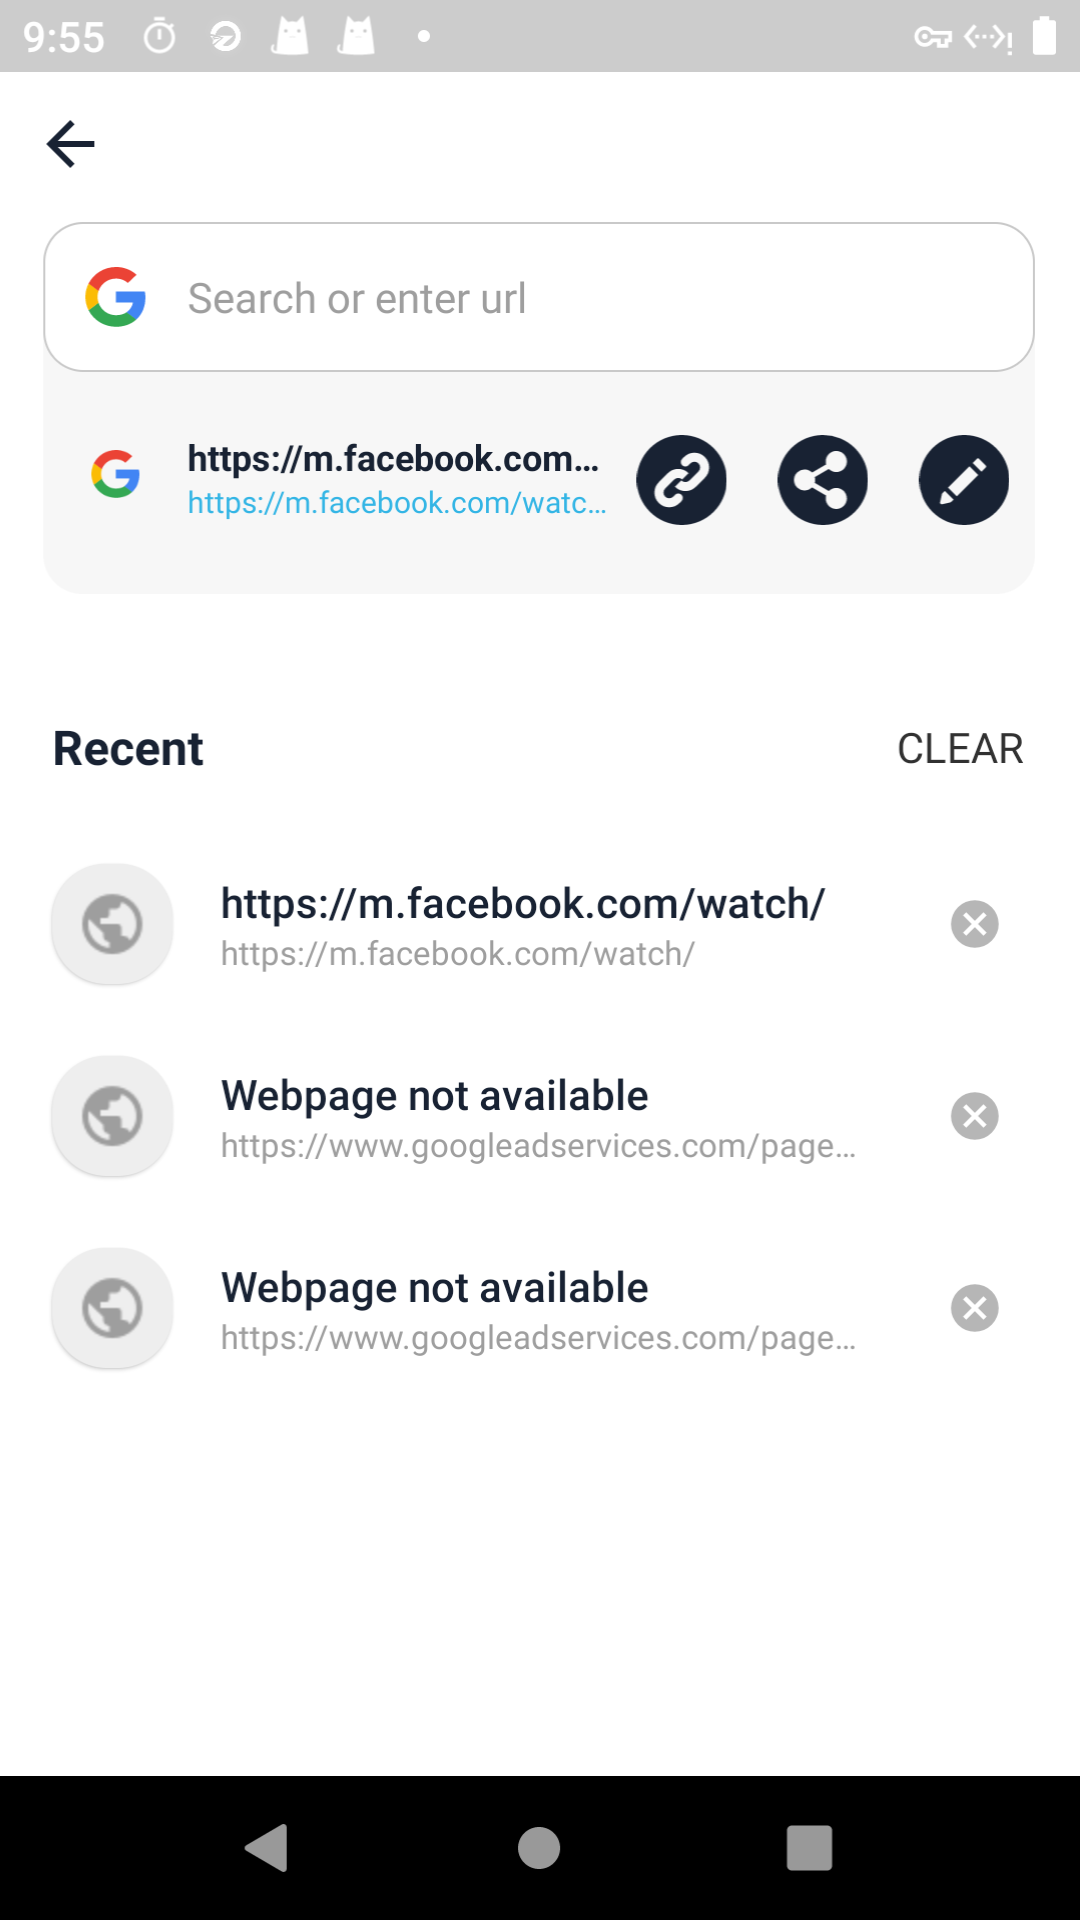 9:55
Search or enter url
https://m.facebook.com...
https://m.facebook.com/watc...
Recent
CLEAR
https://m.facebook.com/watch/
https://m.facebook.com/watch/
Webpage not available
https://www.googleadservices.com/page...
Webpage not available
https://www.googleadservices.com/page...